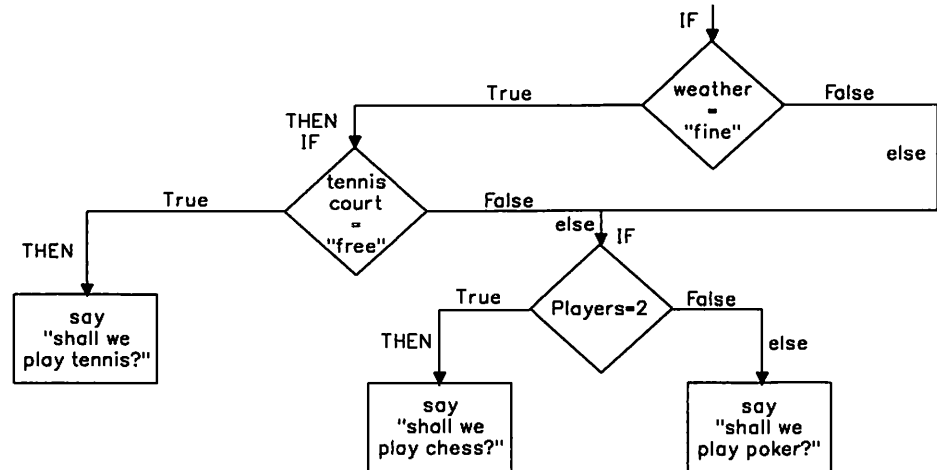 IF
weather
=
"fine"
True
False
THEN
IF
else
tennis
court
=
"free"
True
False
else
IF
THEN
Players=2
True
False
say
"shall we
play tennis?"
THEN
else
say
"shall we
play chess?"
say
"shall we
play poker?"